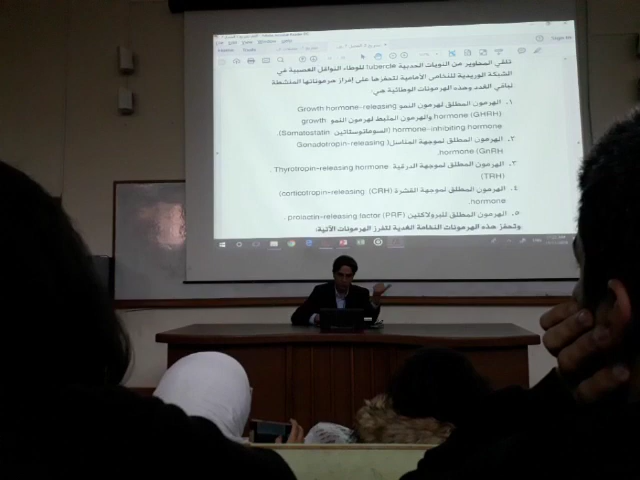 تلقي المحاوير من النويات الحدبية tubercle للوطاء النواقل العصبية في
الشبكة الوريدية للنخامى الأمامية لتحفزها على إفراز هرموناتها المنشطة
لباقي الغدد وهذه الهرمونات الوطائية هي:
١. الهرمون المطلق لهرمون النمو Growth hormone-releasing
hormone (GHRH) والهرمون المثبط لهرمون النمو growth
hormone-inhibiting hormone (السوماتوستاتين Somatostatin).
٢. الهرمون المطلق لموجهة المناسل Gonadotropin-releasing)
hormone (GnRH.
٣. الهرمون المطلق لموجهة الدرقية Thyrotropin-releasing hormone.
(TRH)
٤. الهرمون المطلق لموجهة القشرة (CRH) corticotropin-releasing)
hormone.
٥. الهرمون المطلق للبرولاكتين prolactin-releasing factor (PRF).
وتحفز هذه الهرمونات النخامة الغدية لتفرز الهرمونات الآتية: